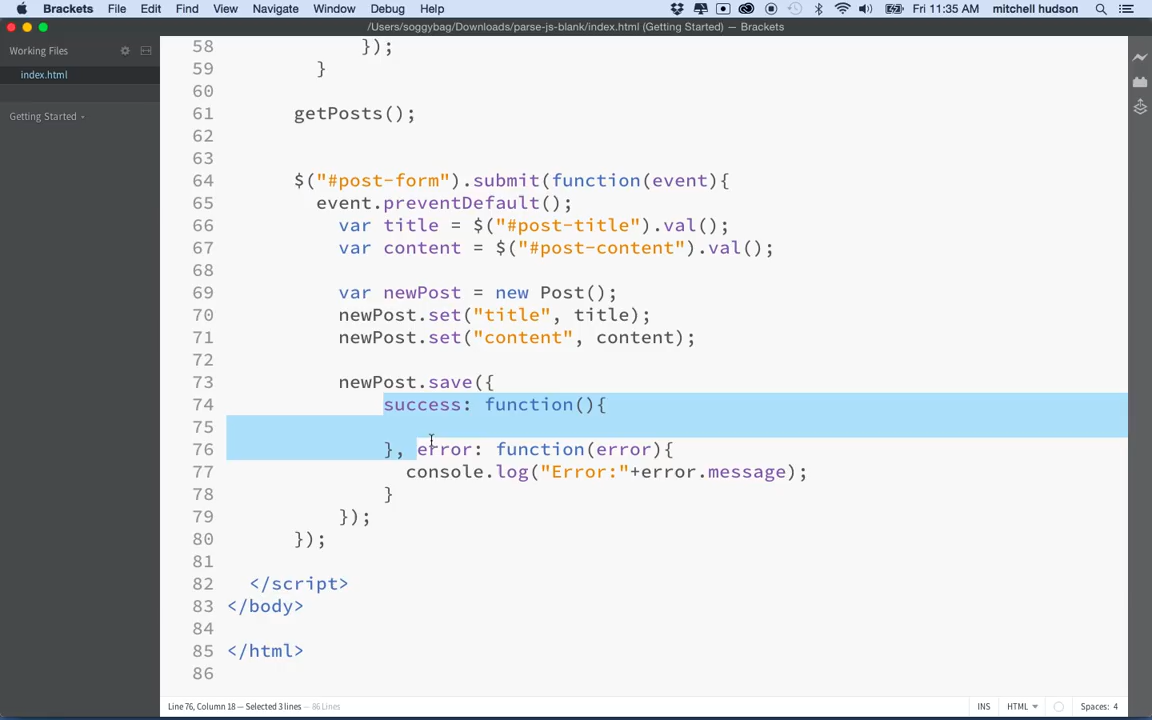 Brackets File Edit Find View Navigate Window Debug Help Fri 11:35 AM mitchell hudson
/Users/soggybag/Downloads/parse-js-blank/index.html (Getting Started) — Brackets
Working Files
index.html
Getting Started
58 });
59 }
60
61 getPosts();
62
63
64 $("#post-form").submit(function(event){
65 event.preventDefault();
66 var title = $("#post-title").val();
67 var content = $("#post-content").val();
68
69 var newPost = new Post();
70 newPost.set("title", title);
71 newPost.set("content", content);
72
73 newPost.save({
74 success: function(){
75
76 }, error: function(error){
77 console.log("Error:"+error.message);
78 }
79 });
80 });
81
82 </script>
83 </body>
84
85 </html>
86
Line 76, Column 18 — Selected 3 lines — 86 Lines INS HTML Spaces: 4